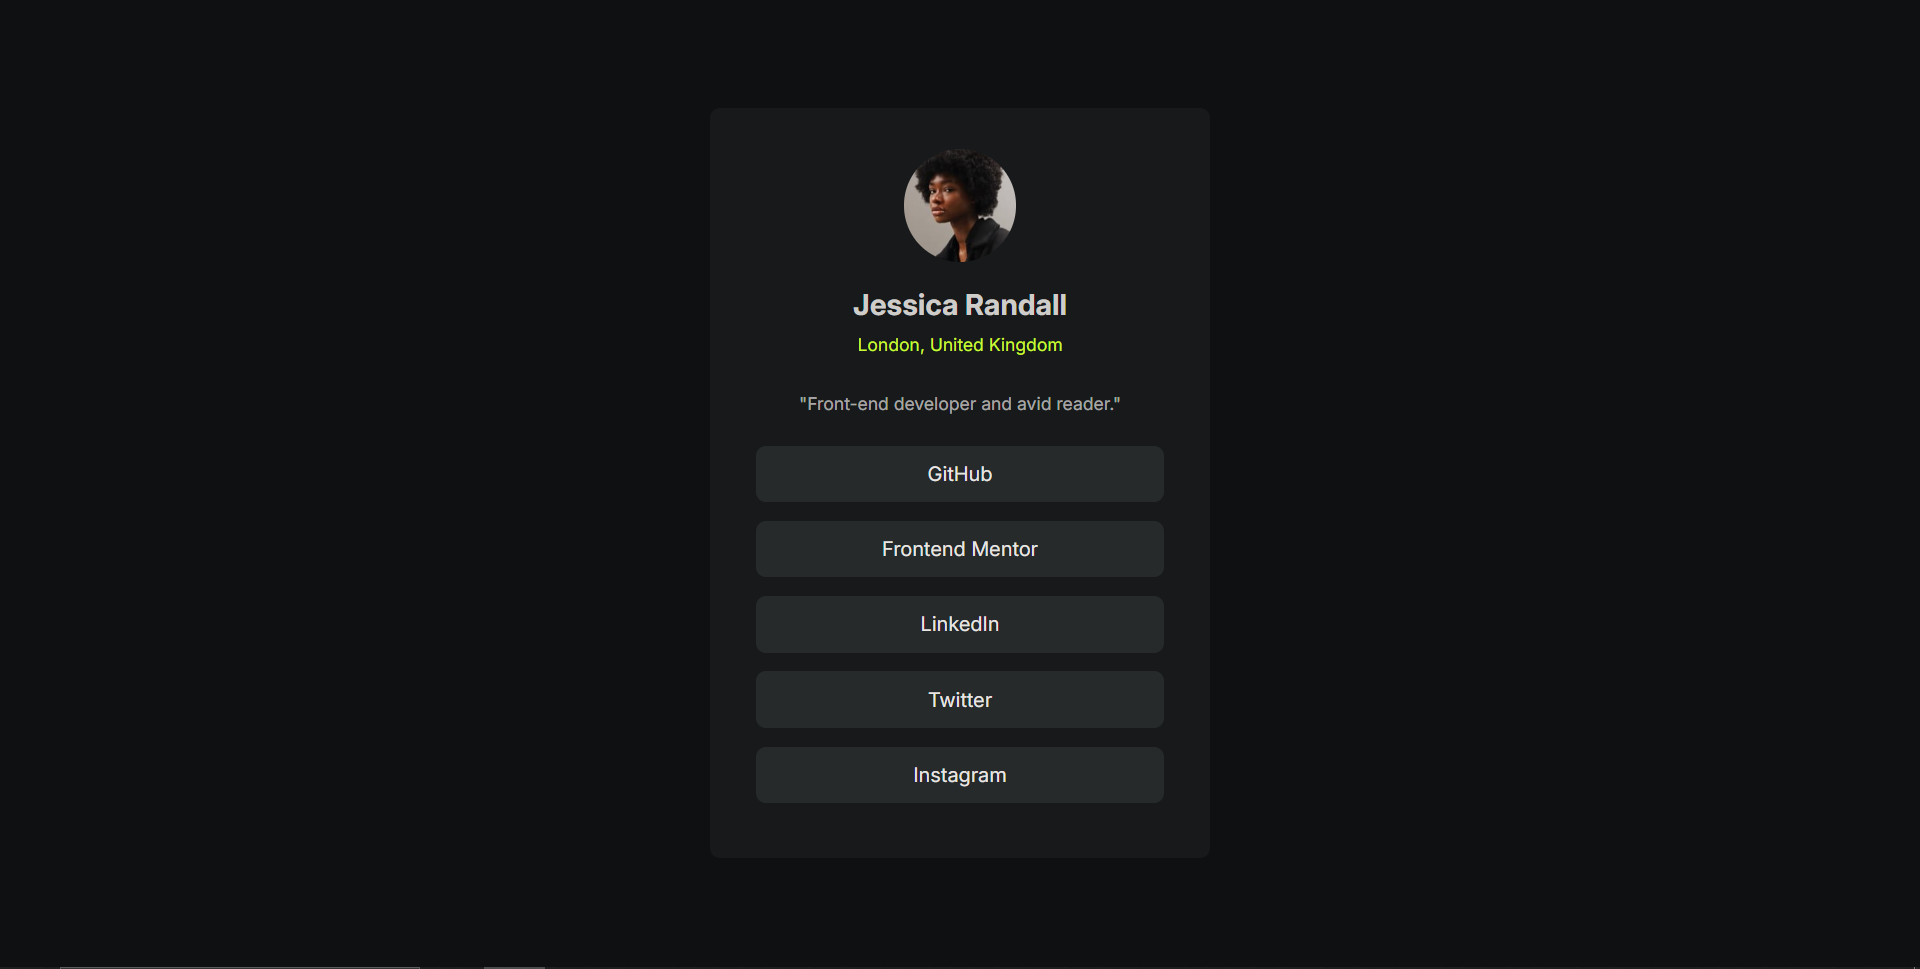 Jessica Randall
London, United Kingdom
"Front-end developer and avid reader."
GitHub
Frontend Mentor
LinkedIn
Twitter
Instagram